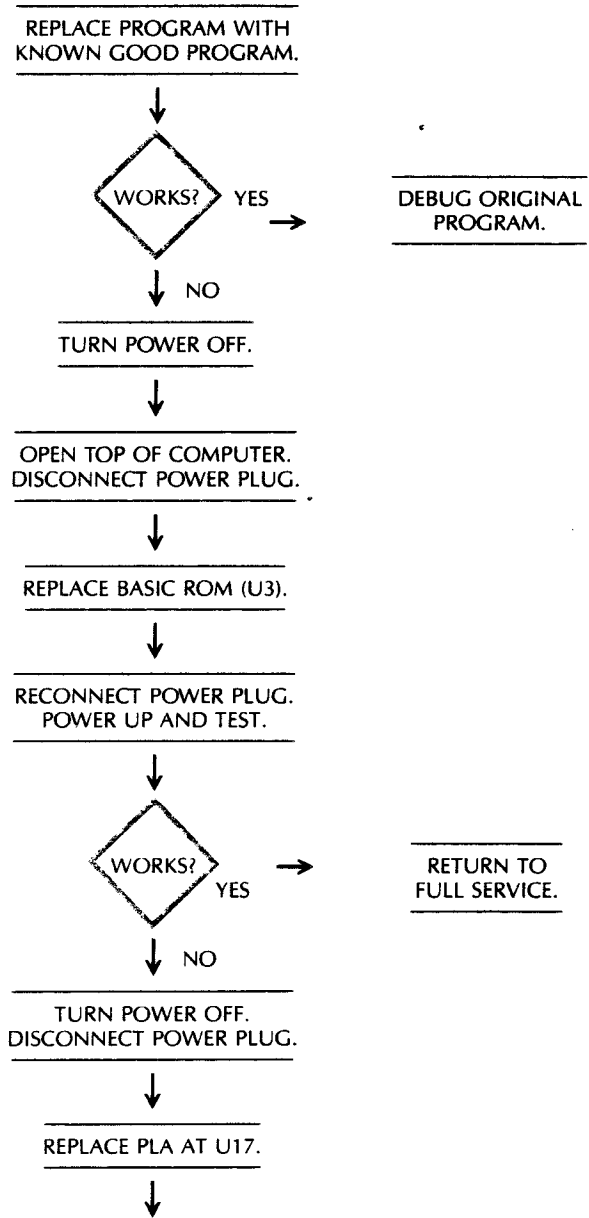 REPLACE PROGRAM WITH
KNOWN GOOD PROGRAM.
WORKS?
YES
DEBUG ORIGINAL
PROGRAM.
NO
TURN POWER OFF.
OPEN TOP OF COMPUTER.
DISCONNECT POWER PLUG.
REPLACE BASIC ROM (U3).
RECONNECT POWER PLUG.
POWER UP AND TEST.
WORKS?
YES
RETURN TO
FULL SERVICE.
NO
TURN POWER OFF.
DISCONNECT POWER PLUG.
REPLACE PLA AT U17.